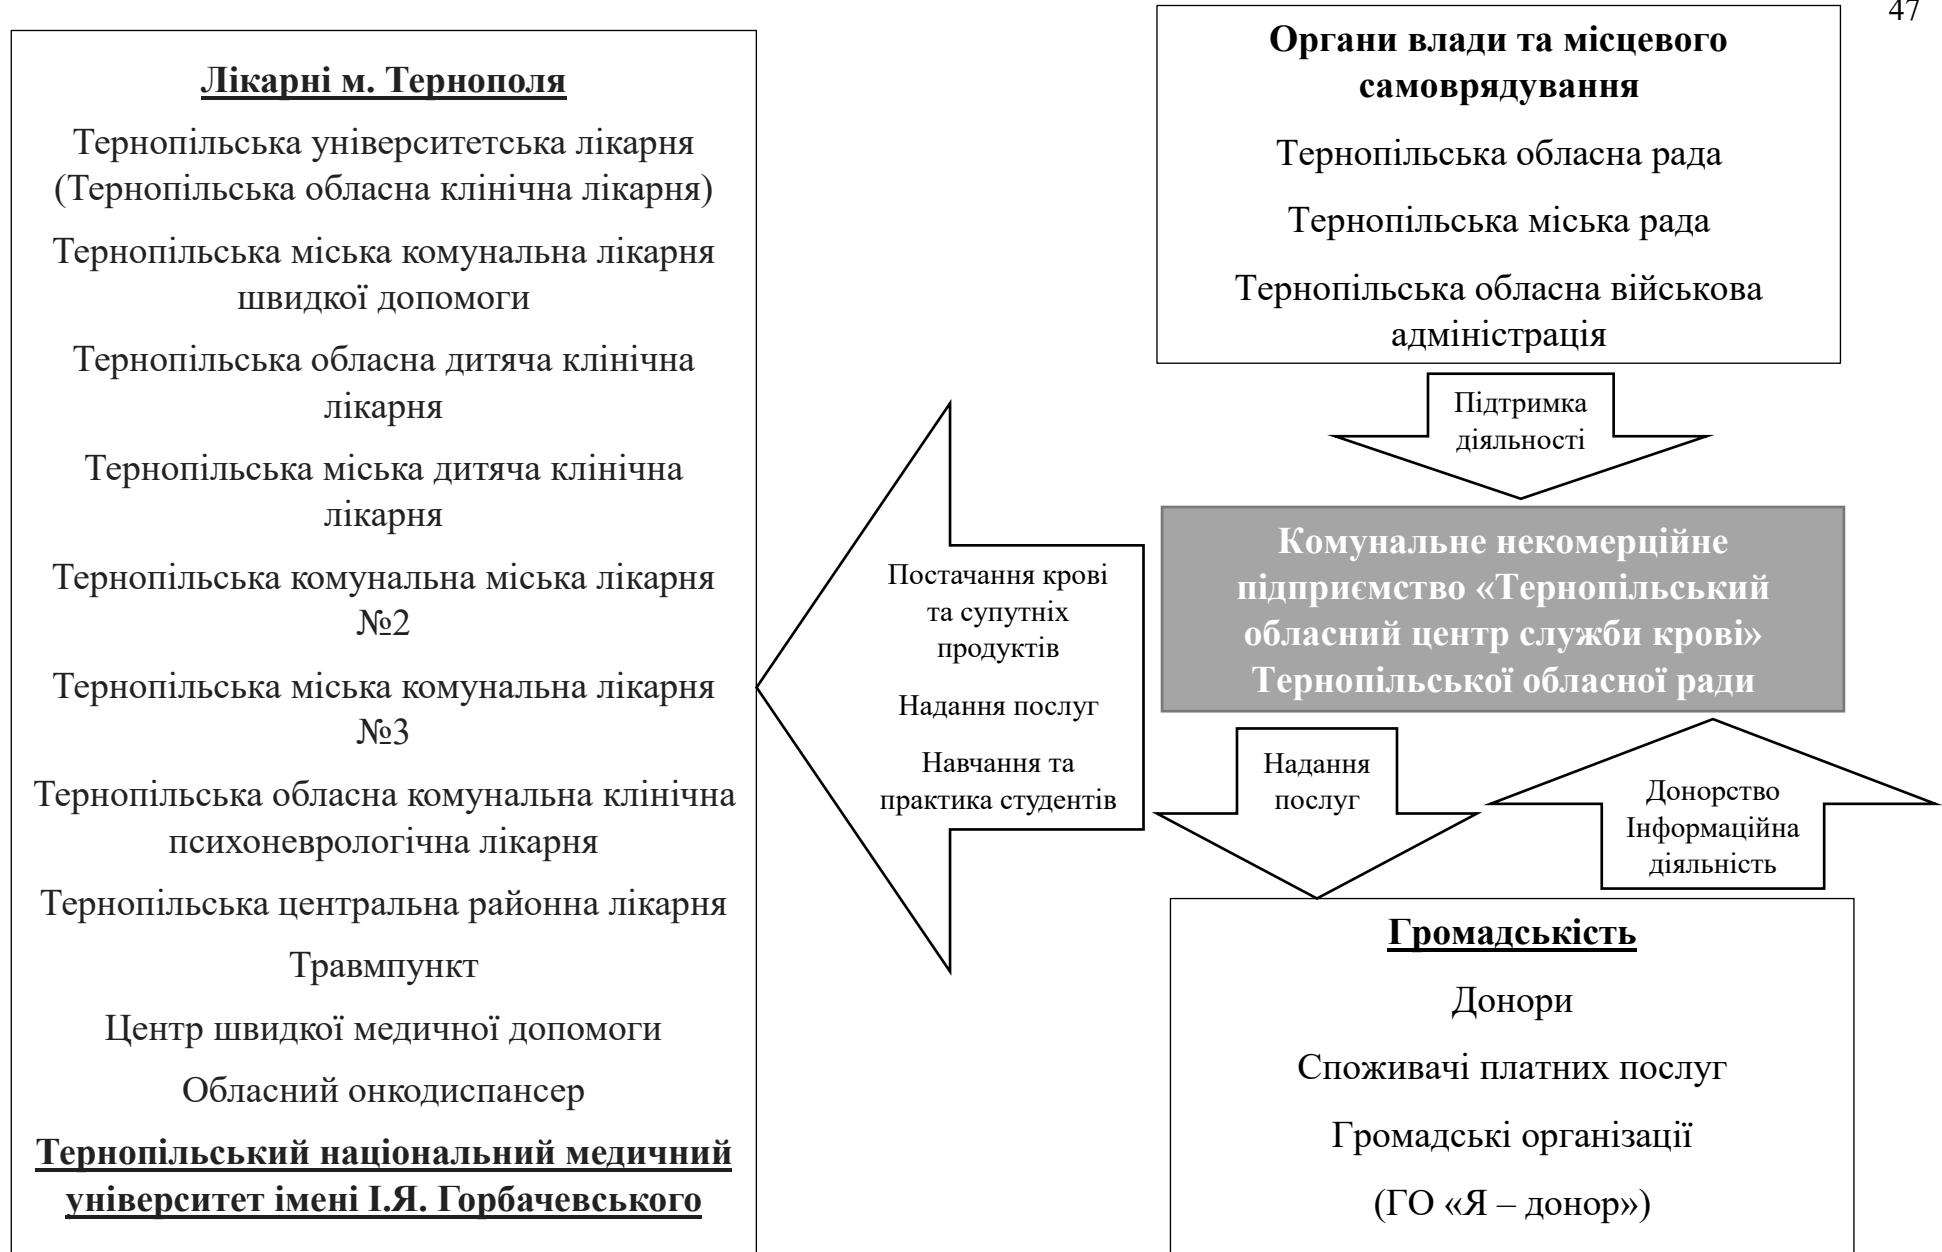 47
Лікарні м. Тернополя
Тернопільська університетська лікарня
(Тернопільська обласна клінічна лікарня)
Тернопільська міська комунальна лікарня
швидкої допомоги
Тернопільська обласна дитяча клінічна
лікарня
Тернопільська міська дитяча клінічна
лікарня
Тернопільська комунальна міська лікарня
№2
Тернопільська міська комунальна лікарня
№3
Тернопільська обласна комунальна клінічна
психоневрологічна лікарня
Тернопільська центральна районна лікарня
Травмпункт
Центр швидкої медичної допомоги
Обласний онкодиспансер
Тернопільський національний медичний
університет імені І.Я. Горбачевського
Органи влади та місцевого
самоврядування
Тернопільська обласна рада
Тернопільська міська рада
Тернопільська обласна військова
адміністрація
Підтримка
діяльності
Комунальне некомерційне
підприємство «Тернопільський
обласний центр служби крові»
Тернопільської обласної ради
Постачання крові
та супутніх
продуктів
Надання послуг
Навчання та
практика студентів
Надання
послуг
Донорство
Інформаційна
діяльність
Громадськість
Донори
Споживачі платних послуг
Громадські організації
(ГО «Я – донор»)